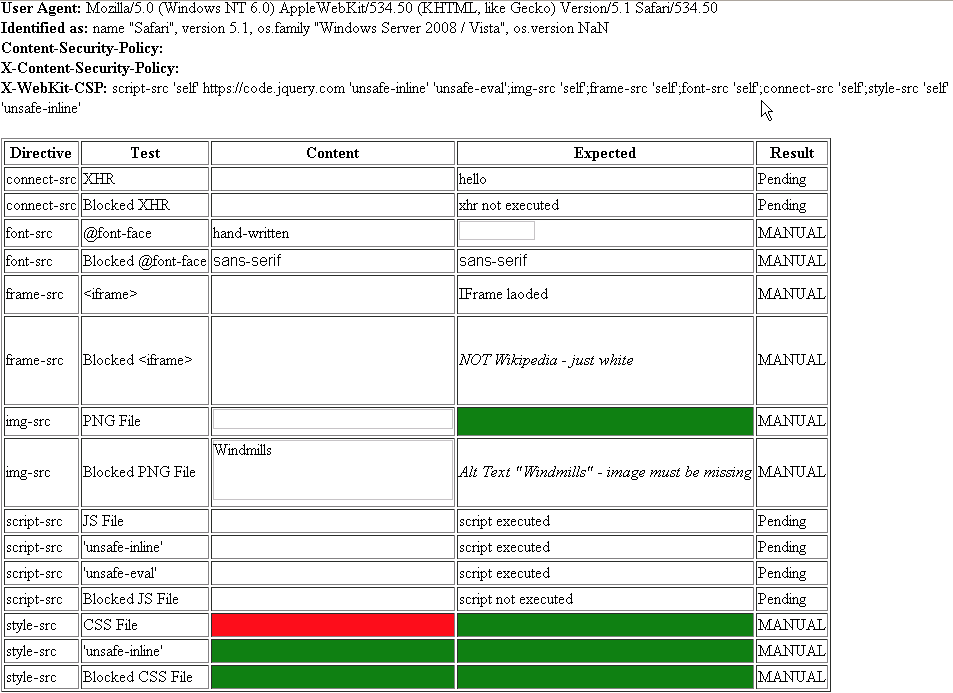 User Agent: Mozilla/5.0 (Windows NT 6.0) AppleWebKit/534.50 (KHTML, like Gecko) Version/5.1 Safari/534.50
Identified as: name "Safari", version 5.1, os.family "Windows Server 2008 / Vista", os.version NaN
Content-Security-Policy:
X-Content-Security-Policy:
X-WebKit-CSP: script-src 'self' https://code.jquery.com 'unsafe-inline' 'unsafe-eval';img-src 'self';frame-src 'self';font-src 'self';connect-src 'self';style-src 'self'
'unsafe-inline'
Directive Test Content Expected Result
connect-src XHR hello Pending
connect-src Blocked XHR xhr not executed Pending
font-src @font-face hand-written MANUAL
font-src Blocked @font-face sans-serif sans-serif MANUAL
frame-src <iframe> IFrame laoded MANUAL
frame-src Blocked <iframe> NOT Wikipedia - just white MANUAL
img-src PNG File MANUAL
img-src Blocked PNG File Windmills Alt Text "Windmills" - image must be missing MANUAL
script-src JS File script executed Pending
script-src 'unsafe-inline' script executed Pending
script-src 'unsafe-eval' script executed Pending
script-src Blocked JS File script not executed Pending
style-src CSS File MANUAL
style-src 'unsafe-inline' MANUAL
style-src Blocked CSS File MANUAL